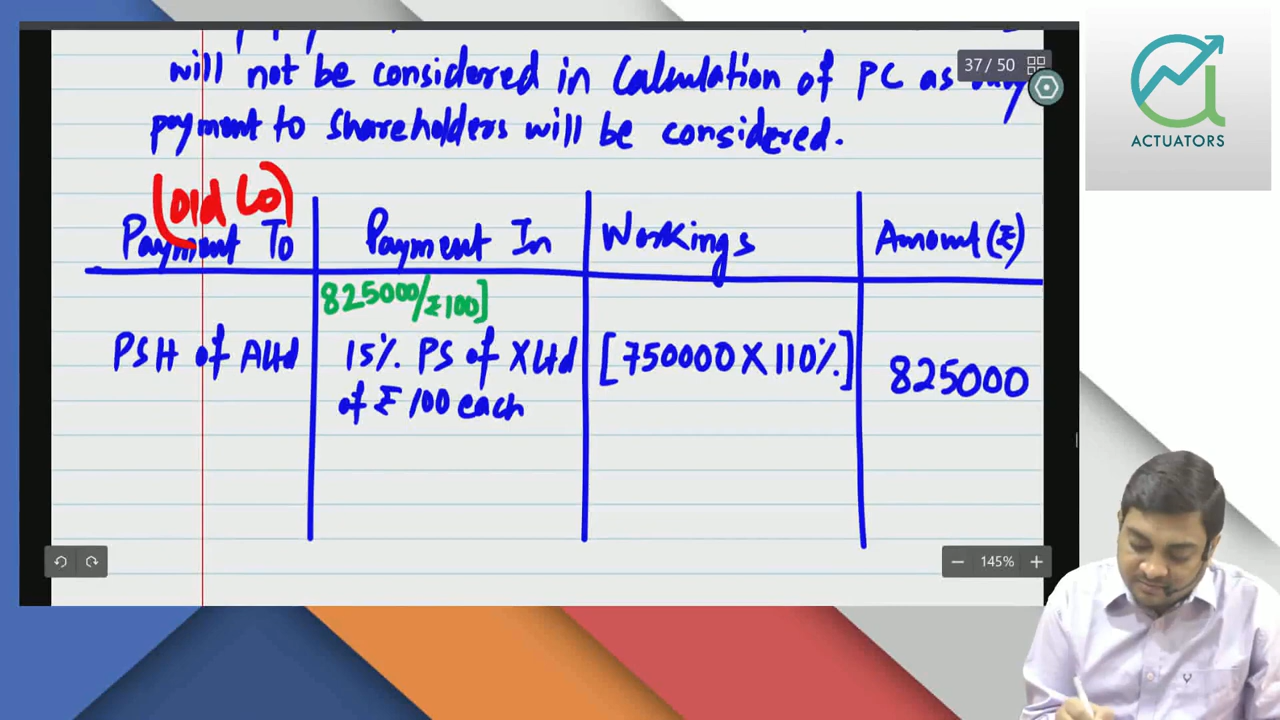 will not be considered in Calculation of PC as only
37 / 50
payment to Shareholders will be considered.
ACTUATORS
(Old Co)
Payment To Payment In Workings Amount (₹)
825000/₹100]
PSH of A Ltd 15% PS of X Ltd [750000 X 110%] 825000
of ₹ 100 each
145%